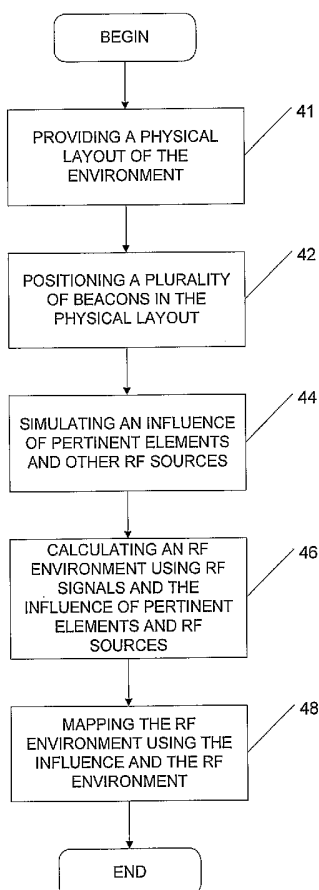 BEGIN
41
PROVIDING A PHYSICAL
LAYOUT OF THE
ENVIRONMENT
42
POSITIONING A PLURALITY
OF BEACONS IN THE
PHYSICAL LAYOUT
44
SIMULATING AN INFLUENCE
OF PERTINENT ELEMENTS
AND OTHER RF SOURCES
46
CALCULATING AN RF
ENVIRONMENT USING RF
SIGNALS AND THE
INFLUENCE OF PERTINENT
ELEMENTS AND RF
SOURCES
48
MAPPING THE RF
ENVIRONMENT USING THE
INFLUENCE AND THE RF
ENVIRONMENT
END